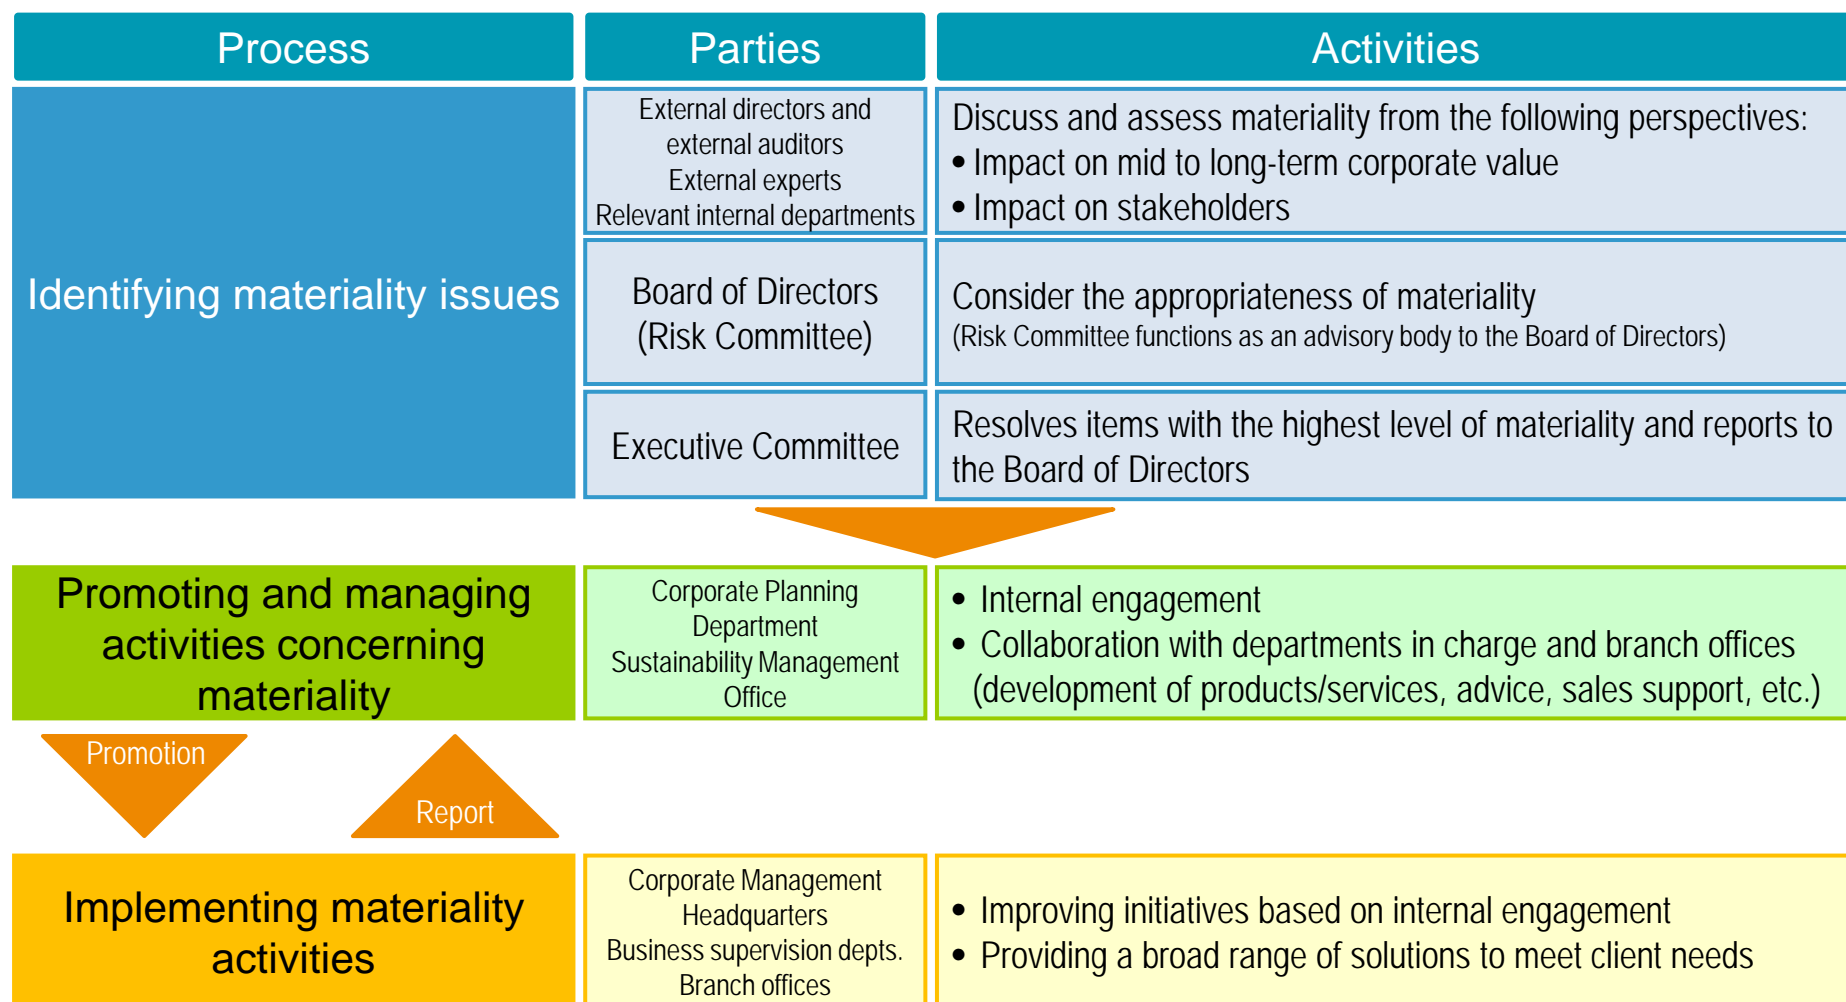 Process
Parties
Activities
Identifying materiality issues
External directors and
external auditors
External experts
Relevant internal departments
Discuss and assess materiality from the following perspectives:
• Impact on mid to long-term corporate value
• Impact on stakeholders
Board of Directors
(Risk Committee)
Consider the appropriateness of materiality
(Risk Committee functions as an advisory body to the Board of Directors)
Executive Committee
Resolves items with the highest level of materiality and reports to
the Board of Directors
Promoting and managing
activities concerning
materiality
Corporate Planning
Department
Sustainability Management
Office
• Internal engagement
• Collaboration with departments in charge and branch offices
(development of products/services, advice, sales support, etc.)
Promotion
Report
Implementing materiality
activities
Corporate Management
Headquarters
Business supervision depts.
Branch offices
• Improving initiatives based on internal engagement
• Providing a broad range of solutions to meet client needs